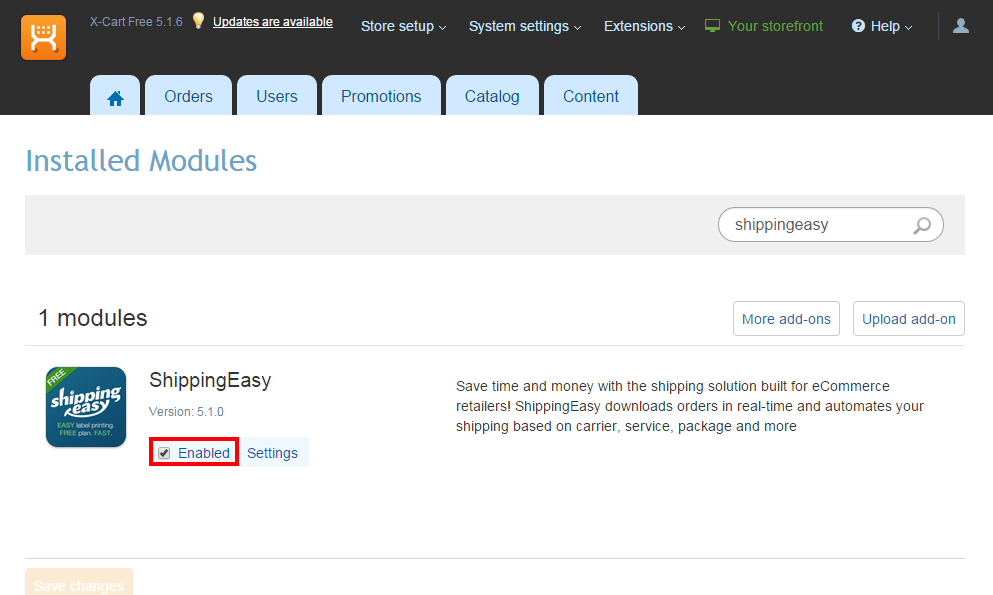 X-Cart Free 5.1.6 Updates are available Store setup System settings Extensions Your storefront ? Help
Orders Users Promotions Catalog Content
Installed Modules
shippingeasy
1 modules More add-ons Upload add-on
FREE
shipping
easy
EASY label printing.
FREE plan. FAST.
ShippingEasy
Version: 5.1.0
Enabled Settings
Save time and money with the shipping solution built for eCommerce
retailers! ShippingEasy downloads orders in real-time and automates your
shipping based on carrier, service, package and more
Save changes